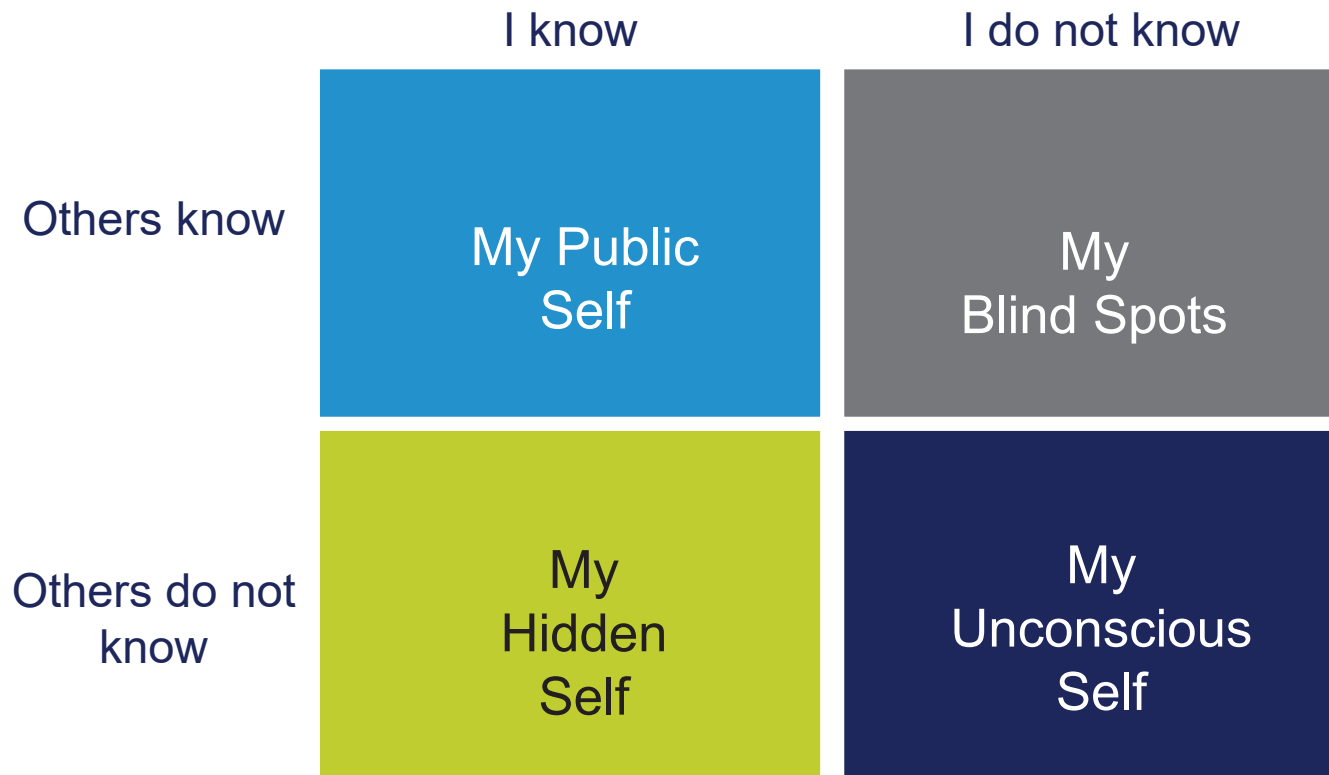 I know
I do not know
Others know
My Public
Self
My
Blind Spots
Others do not
know
My
Hidden
Self
My
Unconscious
Self